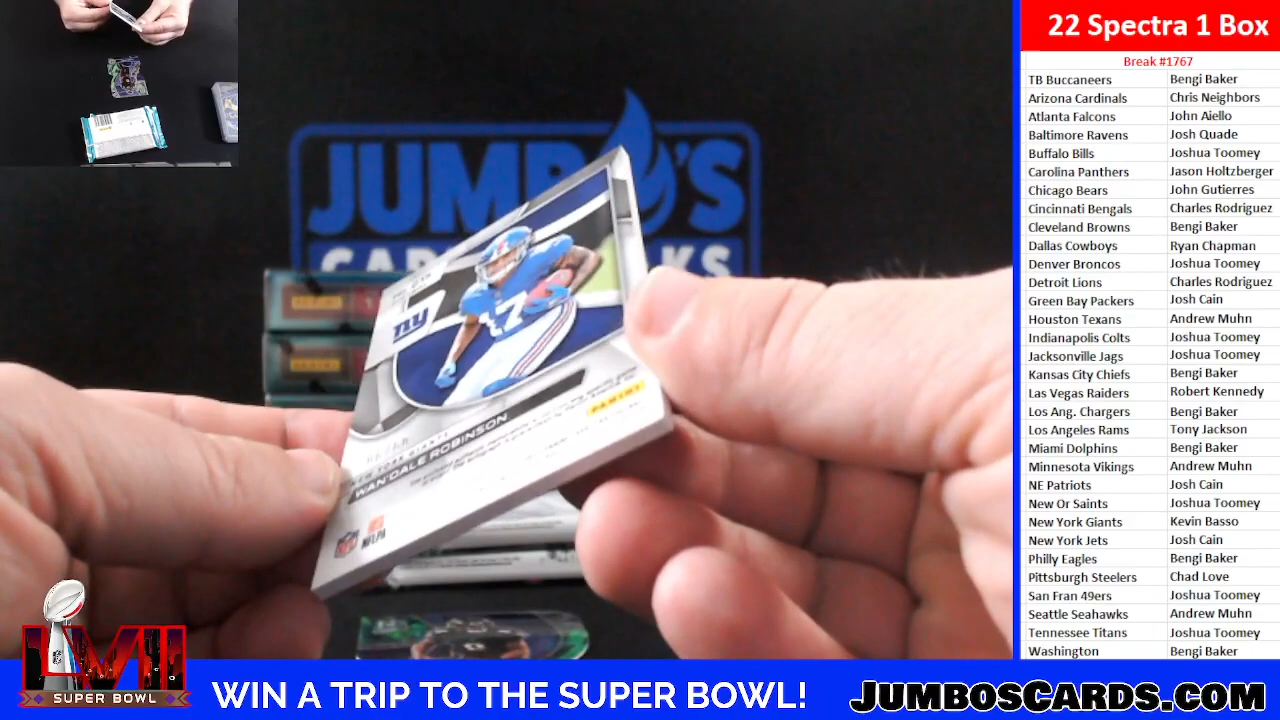 22 Spectra 1 Box
Break #1767
TB Buccaneers Bengi Baker
Arizona Cardinals Chris Neighbors
Atlanta Falcons John Aiello
Baltimore Ravens Josh Quade
Buffalo Bills Joshua Toomey
Carolina Panthers Jason Holtzberger
Chicago Bears John Gutierres
Cincinnati Bengals Charles Rodriguez
Cleveland Browns Bengi Baker
Dallas Cowboys Ryan Chapman
Denver Broncos Joshua Toomey
Detroit Lions Charles Rodriguez
Green Bay Packers Josh Cain
Houston Texans Andrew Muhn
Indianapolis Colts Joshua Toomey
Jacksonville Jags Joshua Toomey
Kansas City Chiefs Bengi Baker
Las Vegas Raiders Robert Kennedy
Los Ang. Chargers Bengi Baker
Los Angeles Rams Tony Jackson
Miami Dolphins Bengi Baker
Minnesota Vikings Andrew Muhn
NE Patriots Josh Cain
New Or Saints Joshua Toomey
New York Giants Kevin Basso
New York Jets Josh Cain
Philly Eagles Bengi Baker
Pittsburgh Steelers Chad Love
San Fran 49ers Joshua Toomey
Seattle Seahawks Andrew Muhn
Tennessee Titans Joshua Toomey
Washington Bengi Baker
ny
17
PANINI
NEW YORK GIANTS
WAN'DALE ROBINSON
NFL
NFLPA
LVII
SUPER BOWL
WIN A TRIP TO THE SUPER BOWL!
JUMBOSCARDS.COM